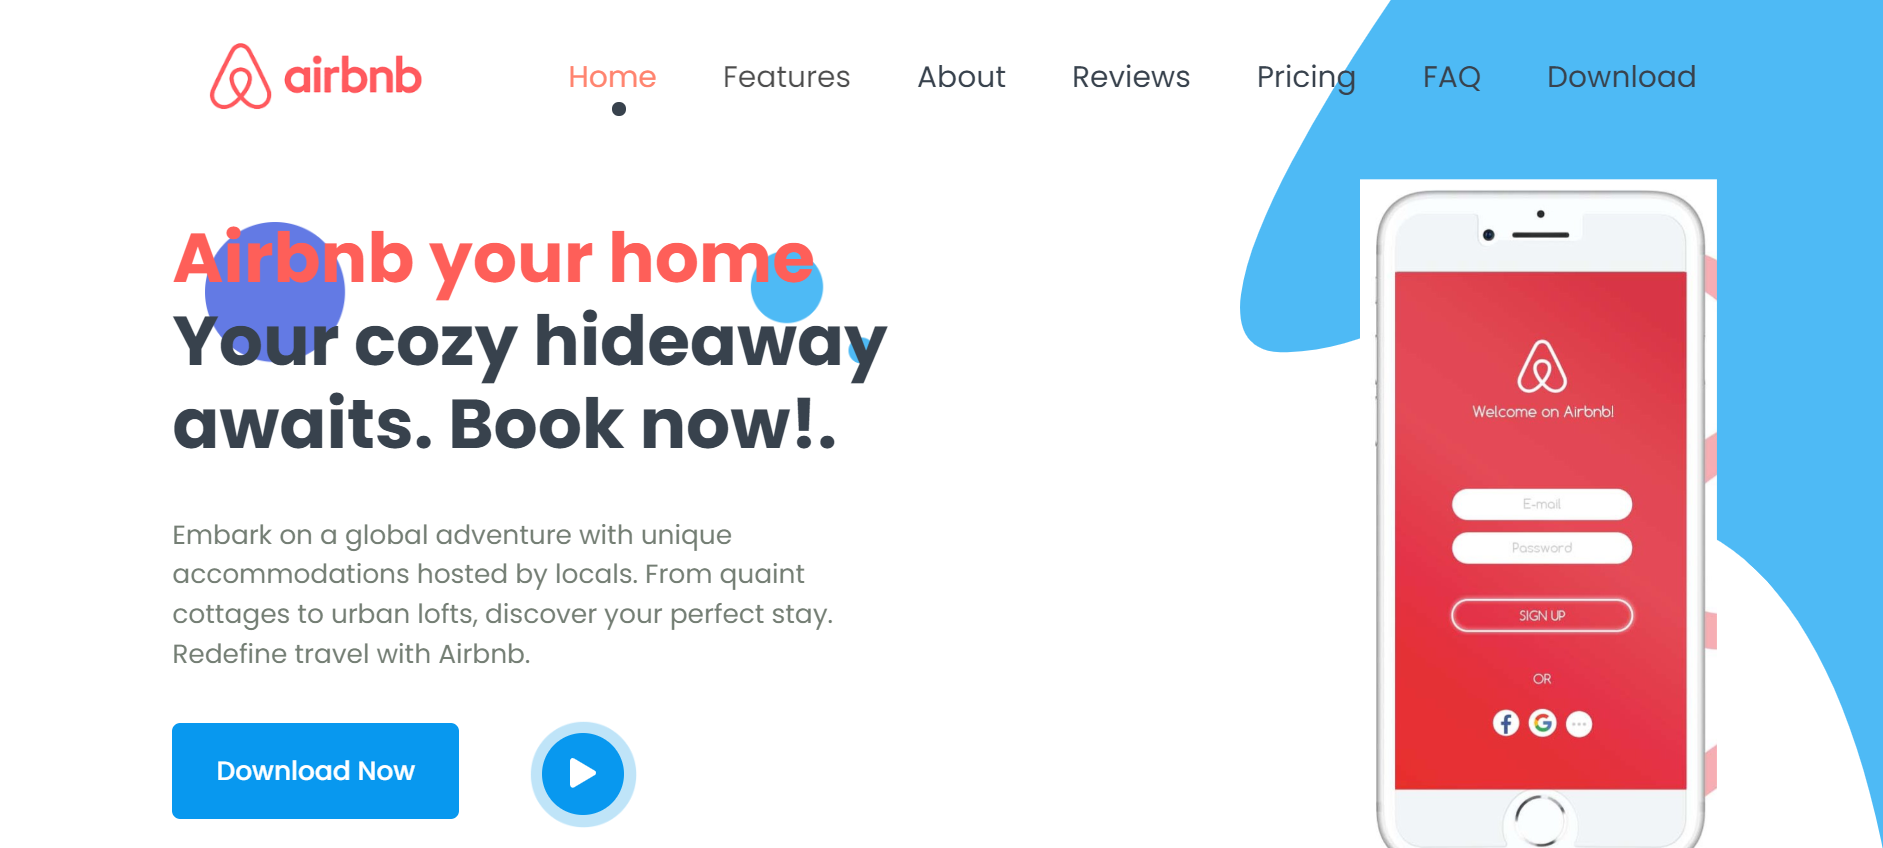 airbnb
Home Features About Reviews Pricing FAQ Download
Airbnb your home
Your cozy hideaway
awaits. Book now!.
Embark on a global adventure with unique
accommodations hosted by locals. From quaint
cottages to urban lofts, discover your perfect stay.
Redefine travel with Airbnb.
Download Now
Welcome on Airbnb!
E-mail
Password
SIGN UP
OR